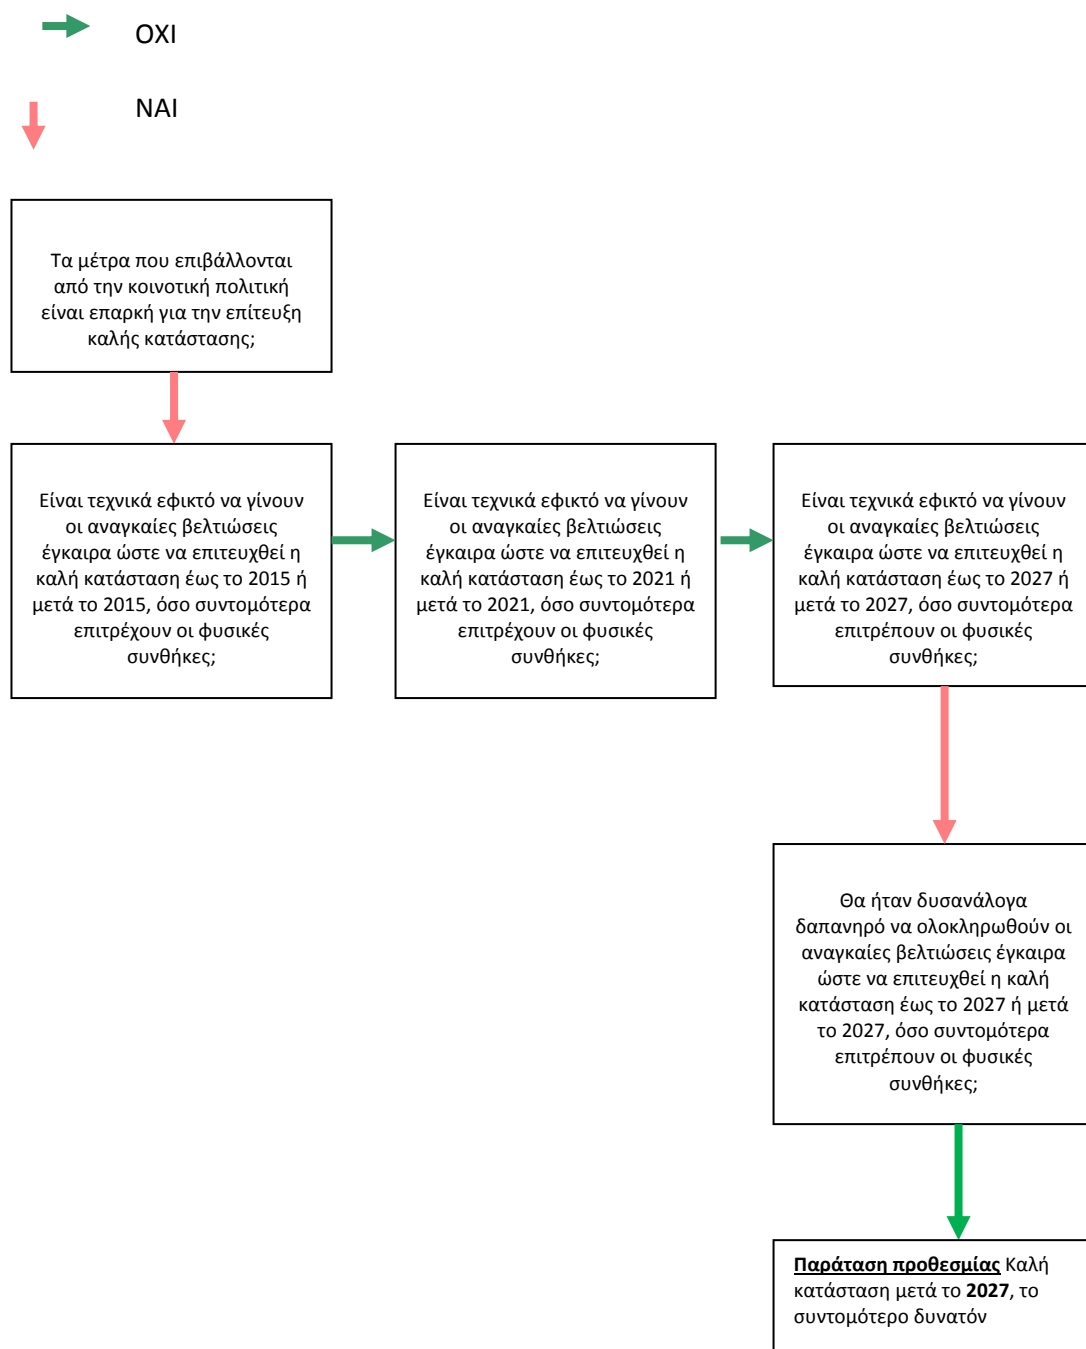 ΟΧΙ
ΝΑΙ
Τα μέτρα που επιβάλλονται
από την κοινοτική πολιτική
είναι επαρκή για την επίτευξη
καλής κατάστασης;
Είναι τεχνικά εφικτό να γίνουν
οι αναγκαίες βελτιώσεις
έγκαιρα ώστε να επιτευχθεί η
καλή κατάσταση έως το 2015 ή
μετά το 2015, όσο συντομότερα
επιτρέχουν οι φυσικές
συνθήκες;
Είναι τεχνικά εφικτό να γίνουν
οι αναγκαίες βελτιώσεις
έγκαιρα ώστε να επιτευχθεί η
καλή κατάσταση έως το 2021 ή
μετά το 2021, όσο συντομότερα
επιτρέχουν οι φυσικές
συνθήκες;
Είναι τεχνικά εφικτό να γίνουν
οι αναγκαίες βελτιώσεις
έγκαιρα ώστε να επιτευχθεί η
καλή κατάσταση έως το 2027 ή
μετά το 2027, όσο συντομότερα
επιτρέπουν οι φυσικές
συνθήκες;
Θα ήταν δυσανάλογα
δαπανηρό να ολοκληρωθούν οι
αναγκαίες βελτιώσεις έγκαιρα
ώστε να επιτευχθεί η καλή
κατάσταση έως το 2027 ή μετά
το 2027, όσο συντομότερα
επιτρέπουν οι φυσικές
συνθήκες;
Παράταση προθεσμίας Καλή
κατάσταση μετά το 2027, το
συντομότερο δυνατόν